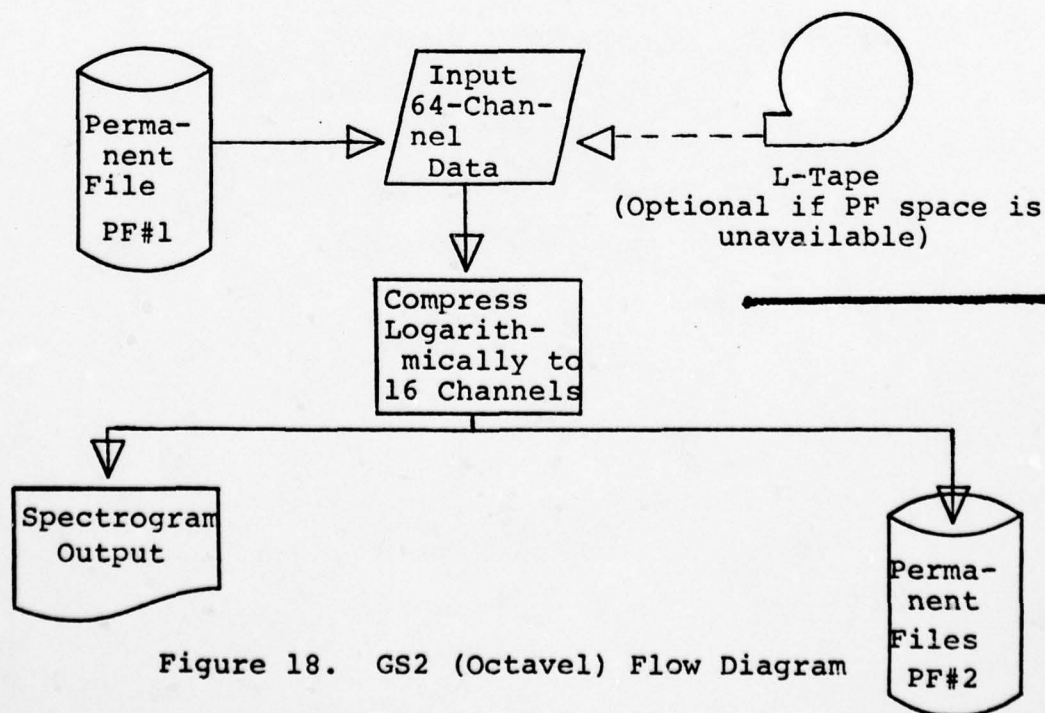 Perma-
nent
File
PF#1
Input
64-Chan-
nel
Data
L-Tape
(Optional if PF space is
unavailable)
Compress
Logarith-
mically to
16 Channels
Spectrogram
Output
Perma-
nent
Files
PF#2
Figure 18. GS2 (Octavel) Flow Diagram